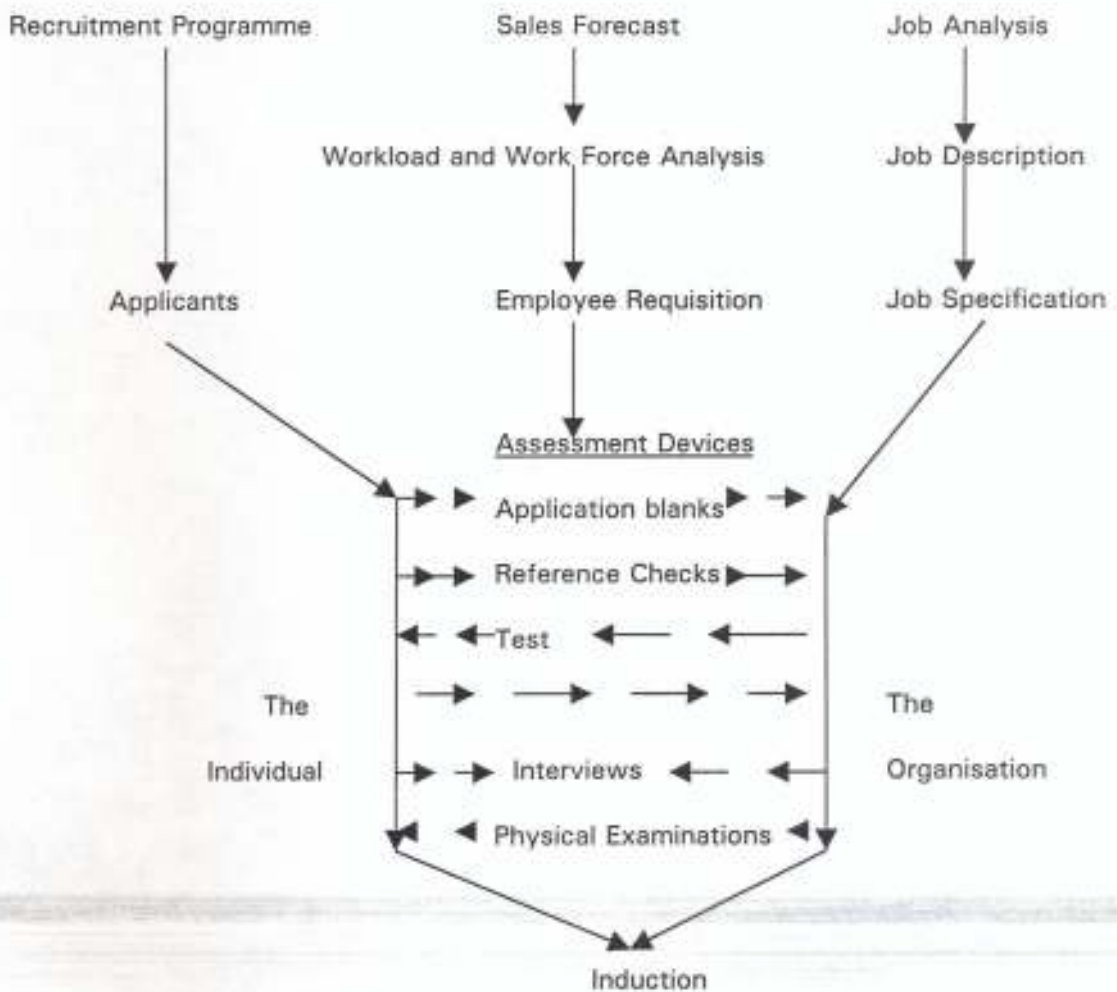 Recruitment Programme
Sales Forecast
Job Analysis
Workload and Work Force Analysis
Job Description
Applicants
Employee Requisition
Job Specification
Assessment Devices
Application blanks
Reference Checks
Test
The
Individual
The
Organisation
Interviews
Physical Examinations
Induction